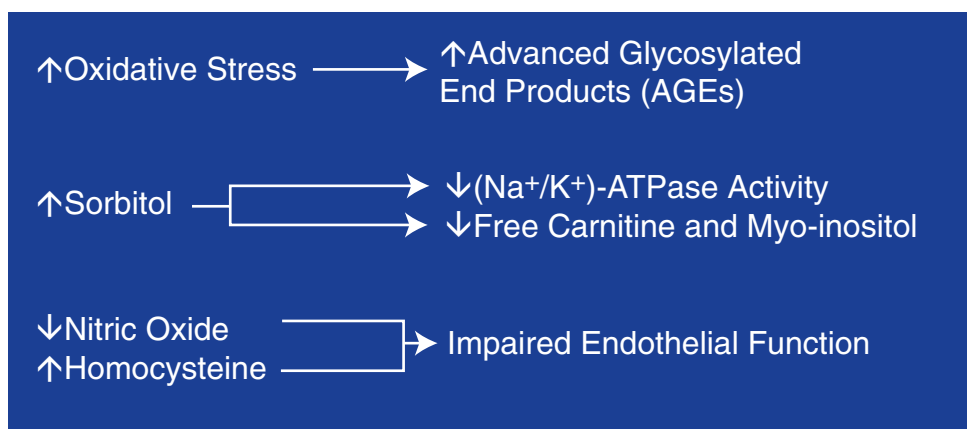 ↑Oxidative Stress
↑Advanced Glycosylated
End Products (AGEs)
↑Sorbitol
↓(Na+/K+)-ATPase Activity
↓Free Carnitine and Myo-inositol
↓Nitric Oxide
↑Homocysteine
Impaired Endothelial Function